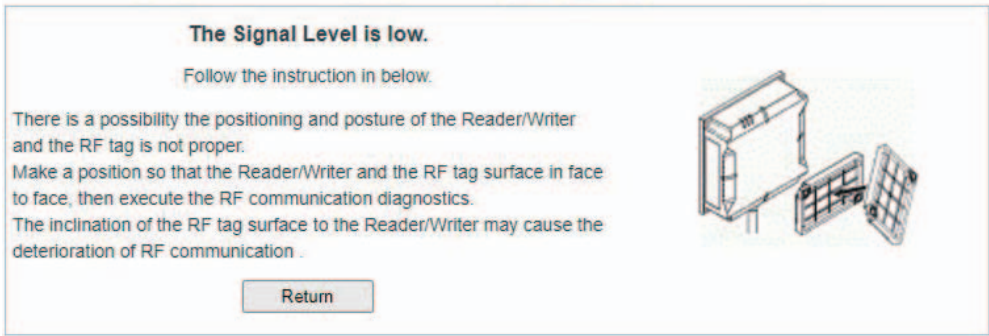 The Signal Level is low.
Follow the instruction in below.
There is a possibility the positioning and posture of the Reader/Writer
and the RF tag is not proper.
Make a position so that the Reader/Writer and the RF tag surface in face
to face, then execute the RF communication diagnostics.
The inclination of the RF tag surface to the Reader/Writer may cause the
deterioration of RF communication .
Return